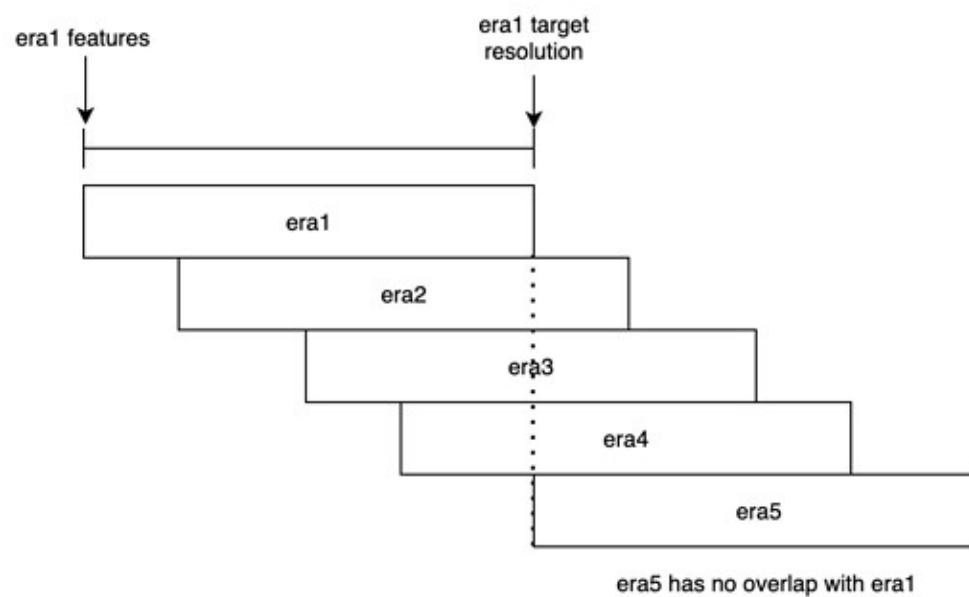 era1 features
era1 target
resolution
era1
era2
era3
era4
era5
era5 has no overlap with era1